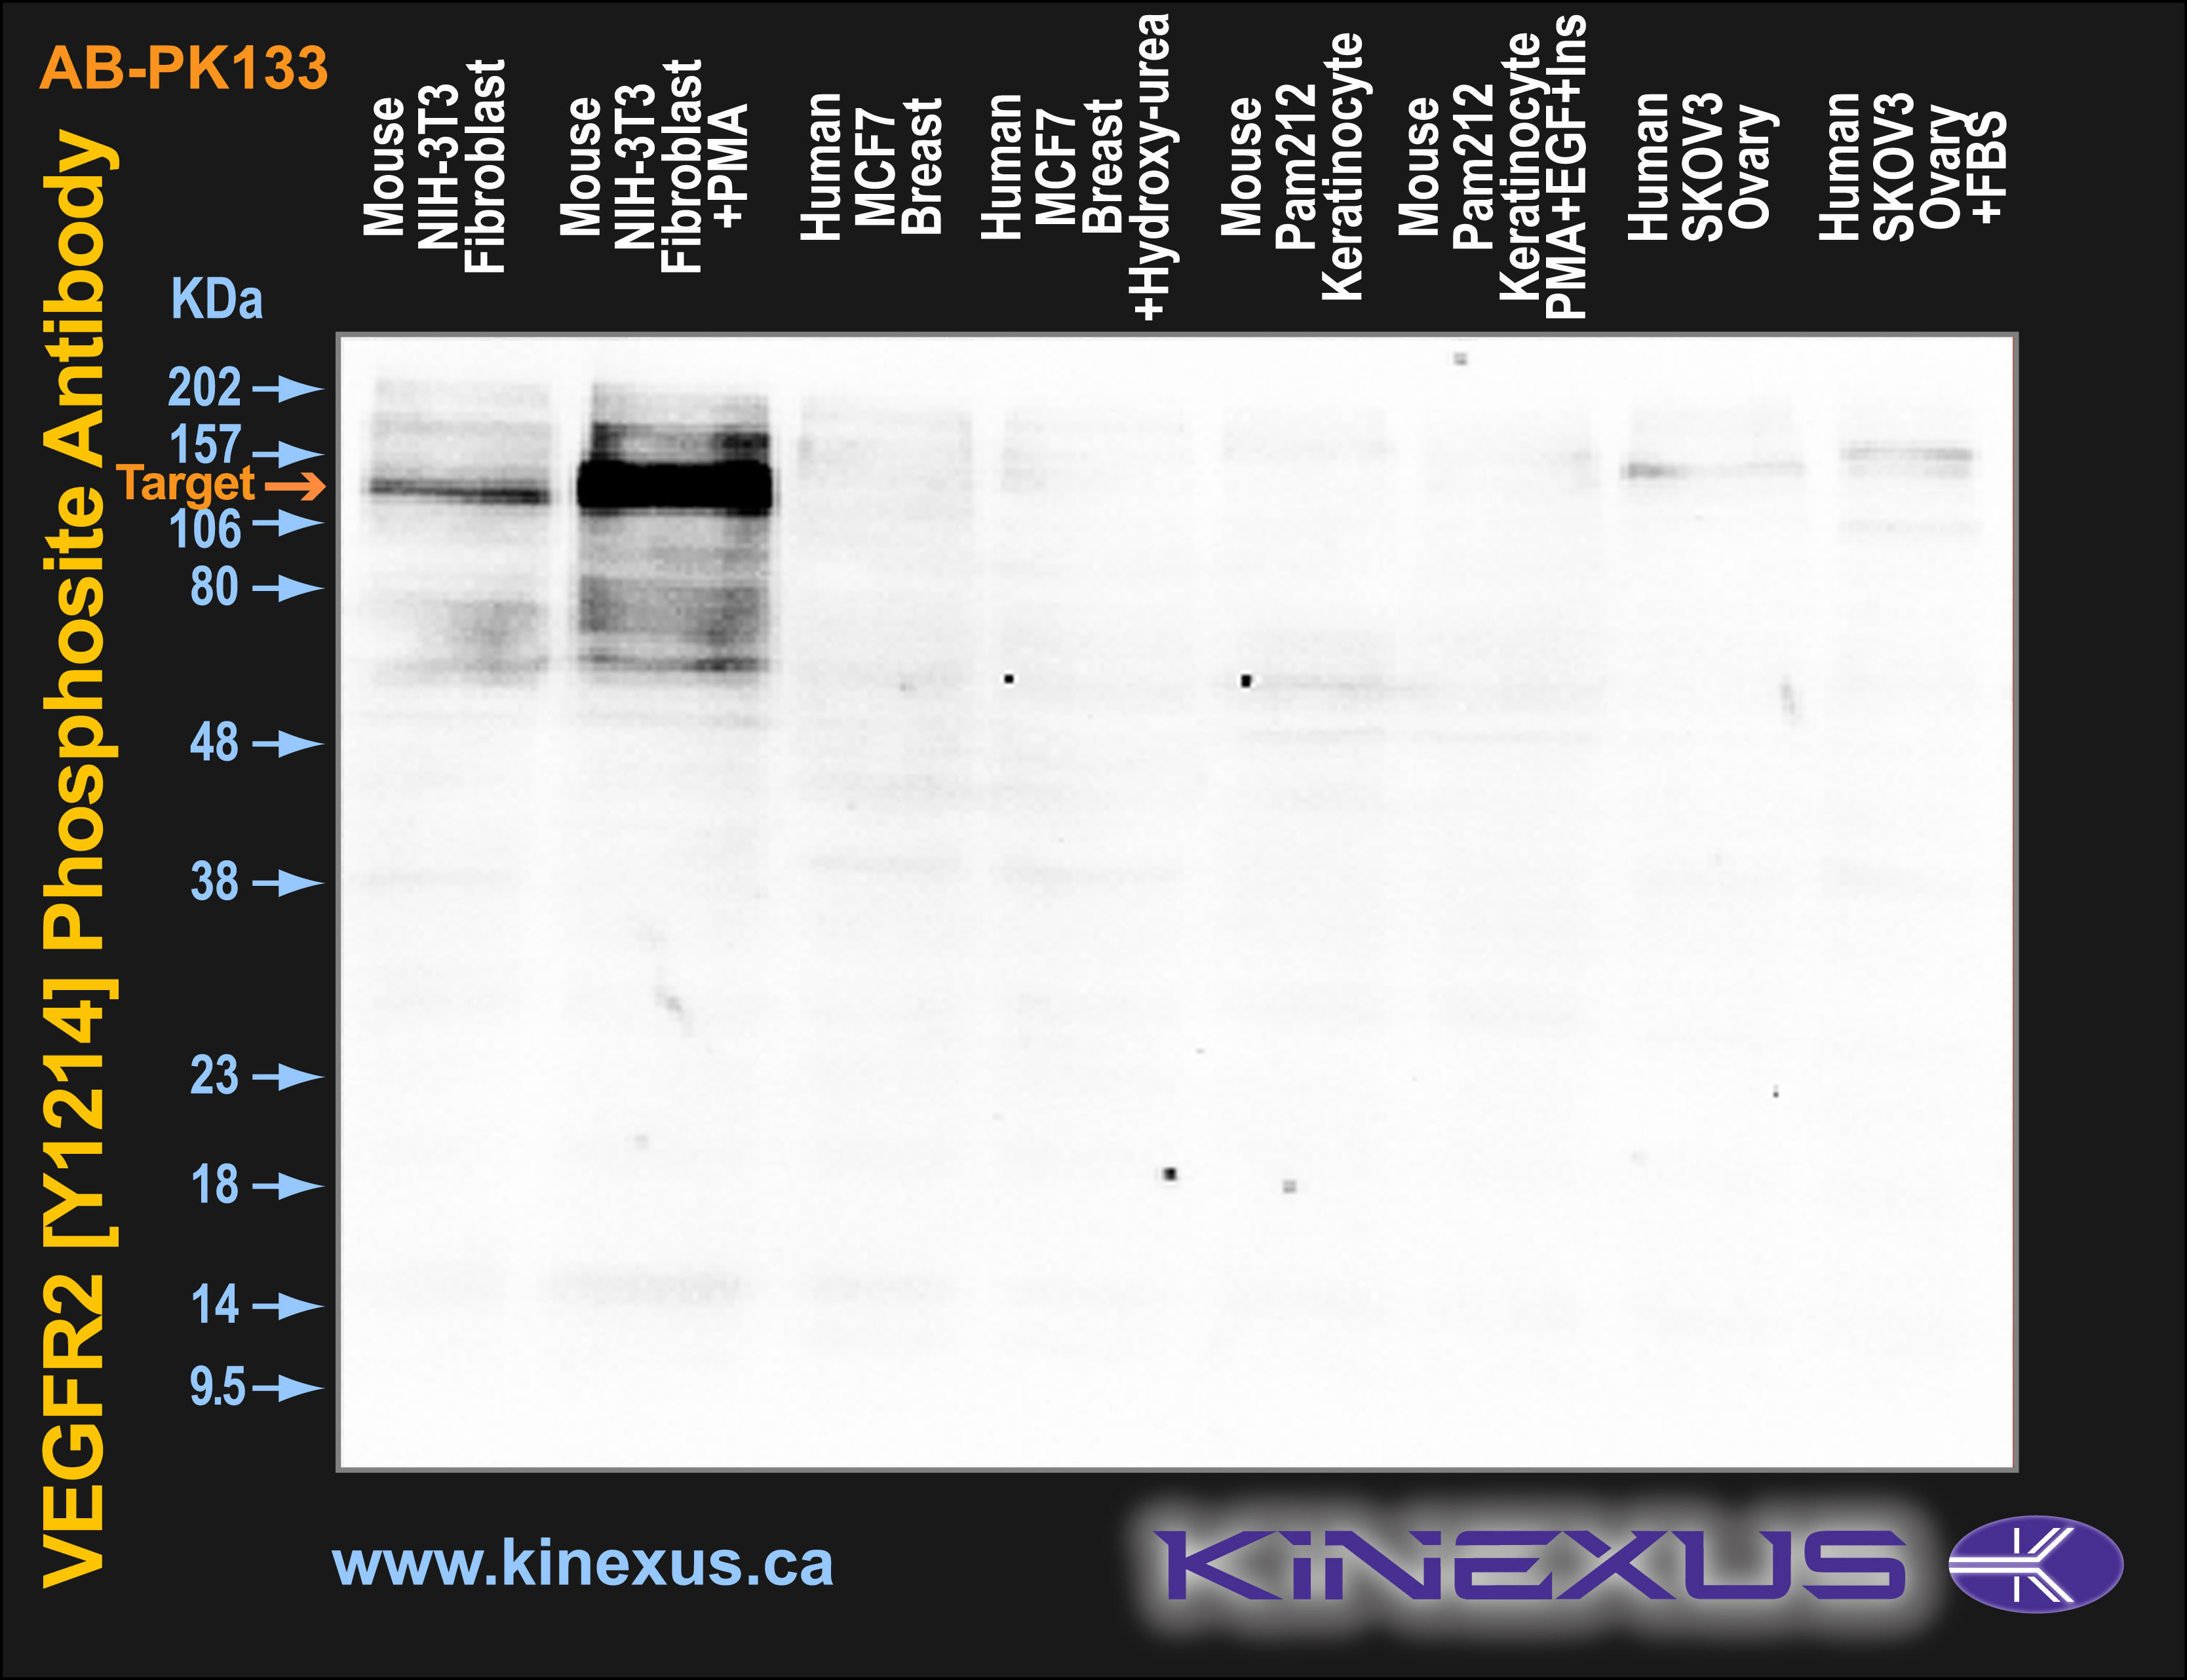 AB-PK133
VEGFR2 [Y1214] Phosphosite Antibody
Mouse
NIH-3T3
Fibroblast
Mouse
NIH-3T3
Fibroblast
+PMA
Human
MCF7
Breast
Human
MCF7
Breast
+Hydroxy-urea
Mouse
Pam212
Keratinocyte
Mouse
Pam212
Keratinocyte
PMA+EGF+Ins
Human
SKOV3
Ovary
Human
SKOV3
Ovary
+FBS
KDa
202
157
Target
106
80
48
38
23
18
14
9.5
www.kinexus.ca
KINEXUS